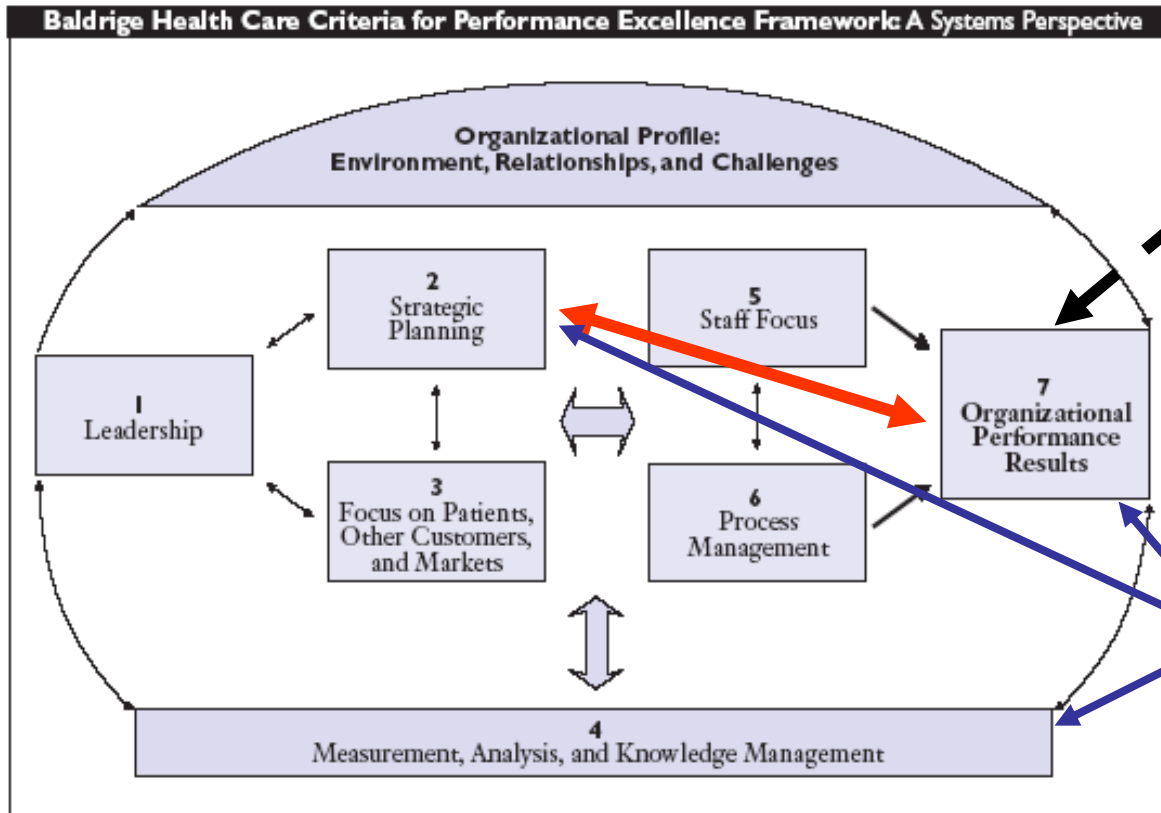 Baldrige Health Care Criteria for Performance Excellence Framework: A Systems Perspective
Organizational Profile:
Environment, Relationships, and Challenges
2
Strategic
Planning
5
Staff Focus
1
Leadership
7
Organizational
Performance
Results
3
Focus on Patients,
Other Customers,
and Markets
6
Process
Management
4
Measurement, Analysis, and Knowledge Management